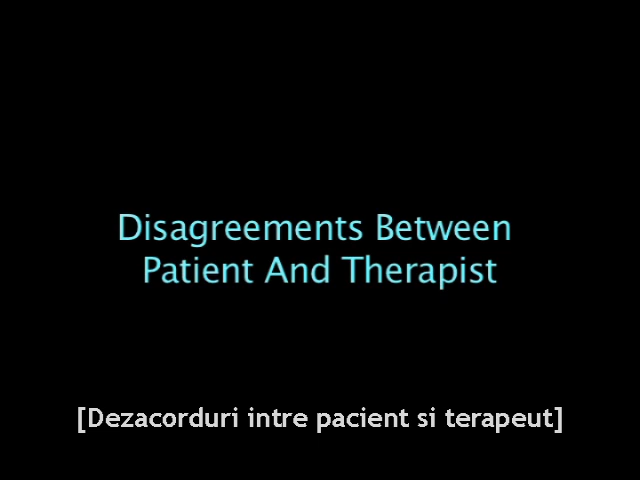 Disagreements Between
Patient And Therapist
[Dezacorduri intre pacient si terapeut]